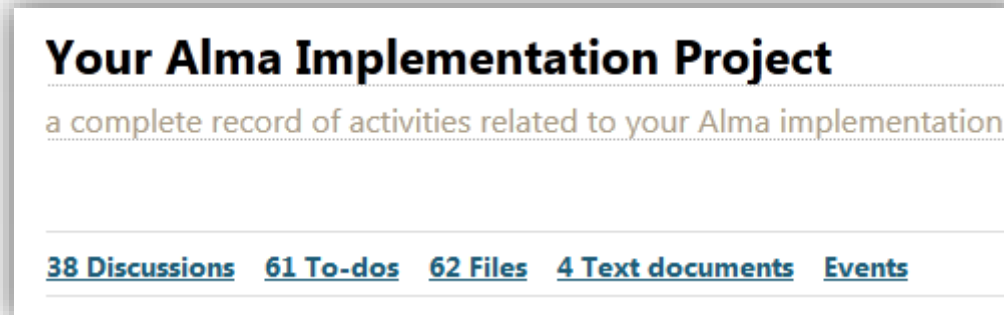 Your Alma Implementation Project
a complete record of activities related to your Alma implementation
38 Discussions 61 To-dos 62 Files 4 Text documents Events